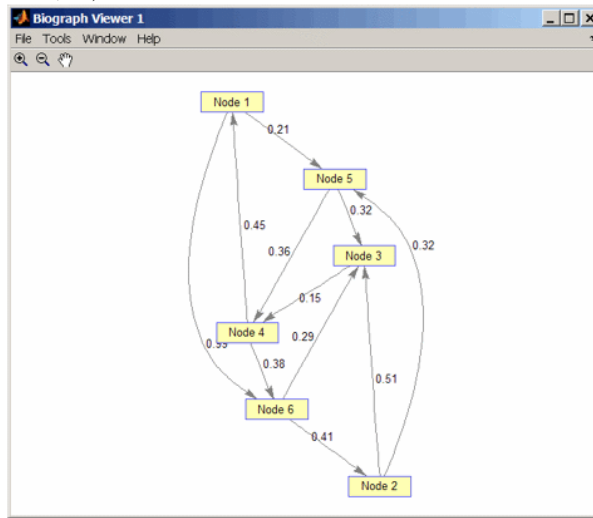 Biograph Viewer 1
File Tools Window Help
Node 1
0.21
Node 5
0.32
0.45
0.32
0.36
Node 3
0.15
Node 4
0.29
0.99
0.38
0.51
Node 6
0.41
Node 2